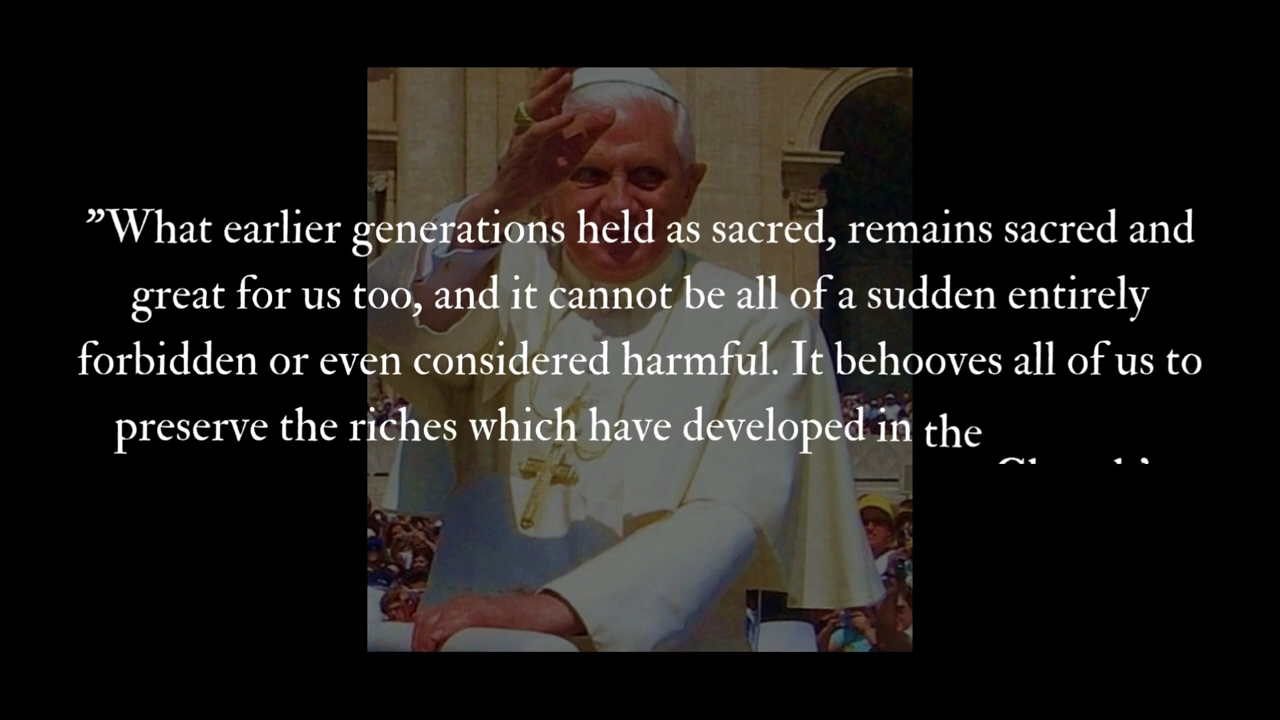 ”What earlier generations held as sacred, remains sacred and
great for us too, and it cannot be all of a sudden entirely
forbidden or even considered harmful. It behooves all of us to
preserve the riches which have developed in the